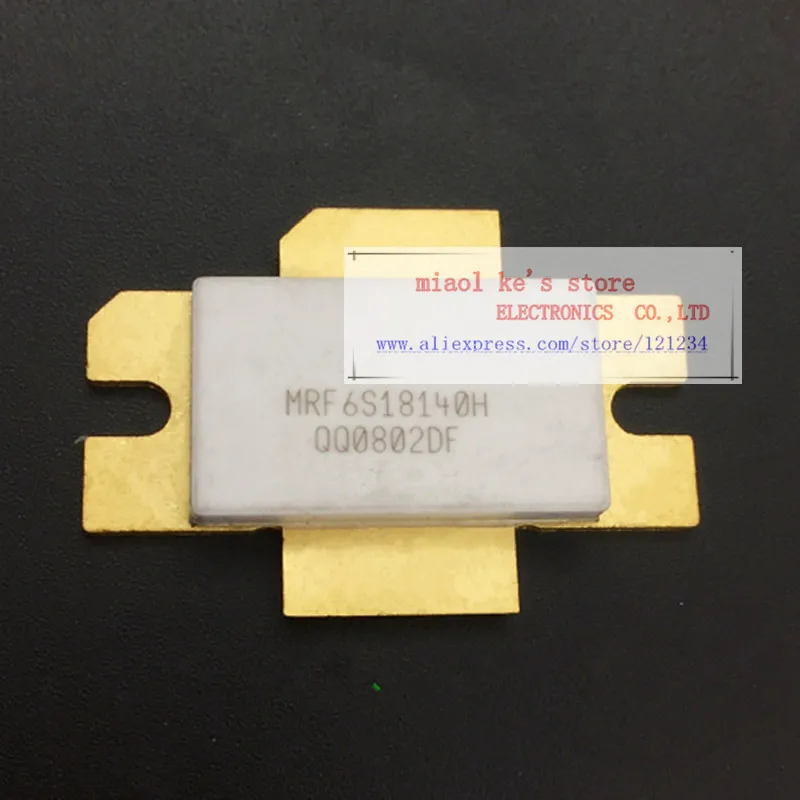 miaol ke's store
ELECTRONICS CO.,LTD
www.aliexpress.com/store/121234
MRF6S18140H
QQ0802DF